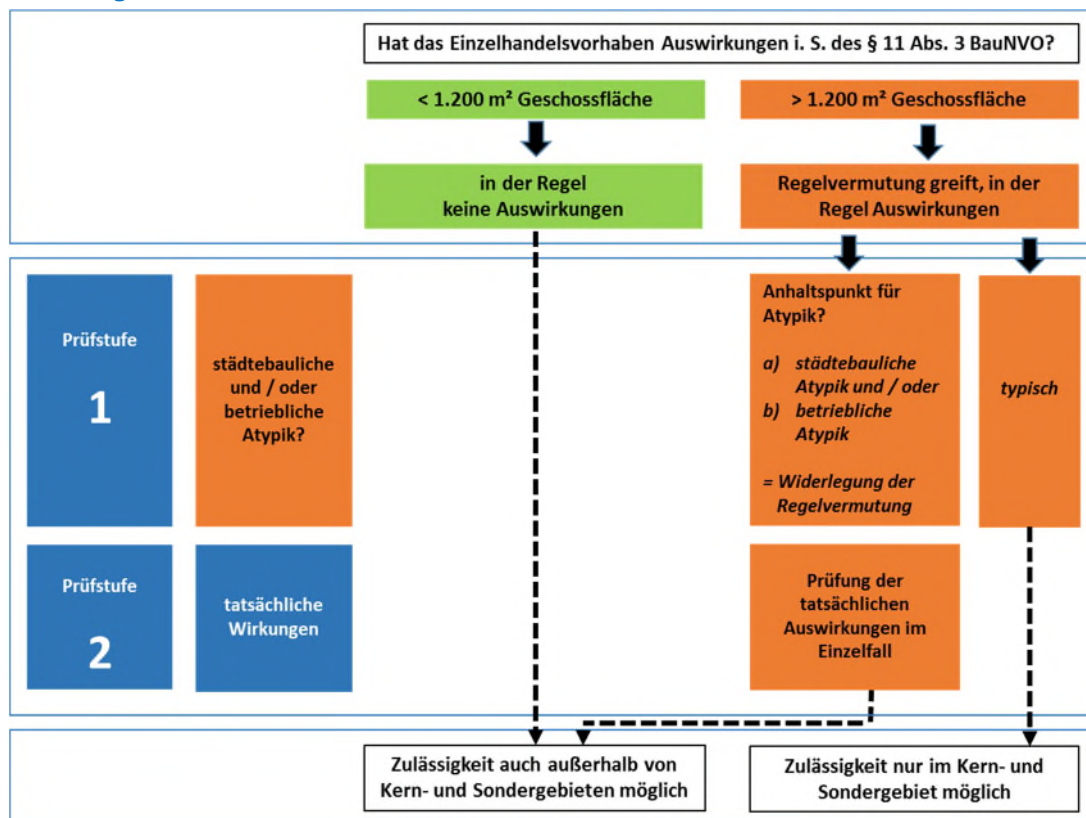 Hat das Einzelhandelsvorhaben Auswirkungen i. S. des § 11 Abs. 3 BauNVO?
< 1.200 m² Geschossfläche
> 1.200 m² Geschossfläche
in der Regel
keine Auswirkungen
Regelvermutung greift, in der
Regel Auswirkungen
Prüfstufe
1
städtebauliche
und / oder
betriebliche
Atypik?
Anhaltspunkt für
Atypik?
a) städtebauliche
Atypik und / oder
b) betriebliche
Atypik
= Widerlegung der
Regelvermutung
typisch
Prüfstufe
2
tatsächliche
Wirkungen
Prüfung der
tatsächlichen
Auswirkungen im
Einzelfall
Zulässigkeit auch außerhalb von
Kern- und Sondergebieten möglich
Zulässigkeit nur im Kern- und
Sondergebiet möglich